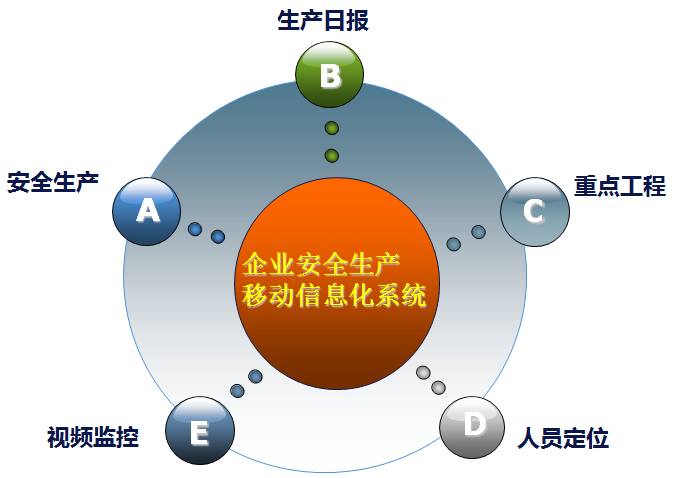 生产日报
B
安全生产
A
重点工程
C
企业安全生产
移动信息化系统
视频监控
E
D
人员定位